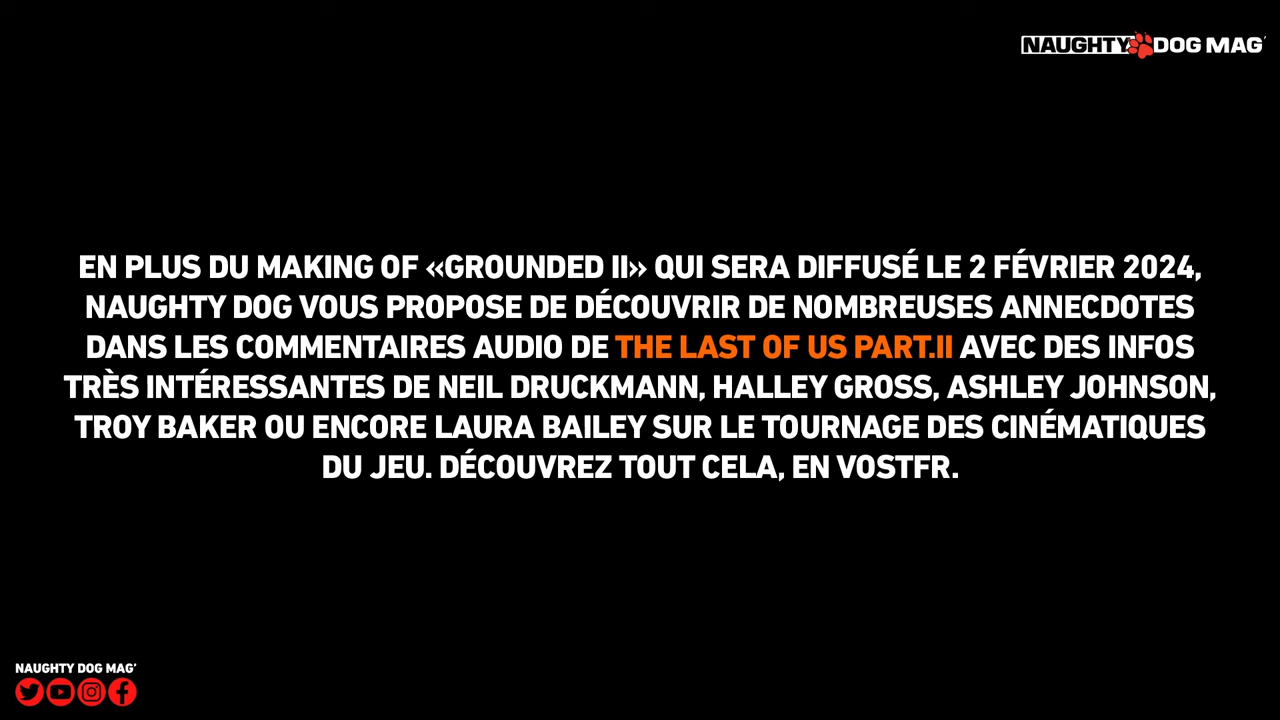 NAUGHTY DOG MAG'
EN PLUS DU MAKING OF «GROUNDED II» QUI SERA DIFFUSÉ LE 2 FÉVRIER 2024,
NAUGHTY DOG VOUS PROPOSE DE DÉCOUVRIR DE NOMBREUSES ANNECDOTES
DANS LES COMMENTAIRES AUDIO DE THE LAST OF US PART.II AVEC DES INFOS
TRÈS INTÉRESSANTES DE NEIL DRUCKMANN, HALLEY GROSS, ASHLEY JOHNSON,
TROY BAKER OU ENCORE LAURA BAILEY SUR LE TOURNAGE DES CINÉMATIQUES
DU JEU. DÉCOUVREZ TOUT CELA, EN VOSTFR.
NAUGHTY DOG MAG'